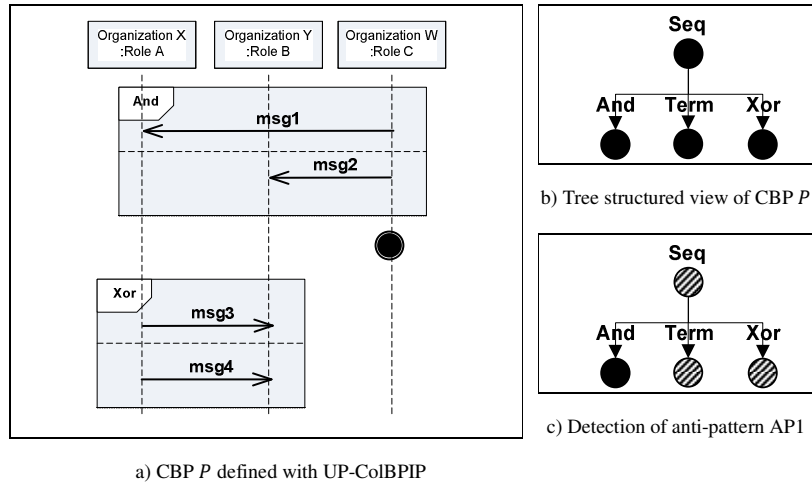 Organization X
:Role A
Organization Y
:Role B
Organization W
:Role C
And
msg1
msg2
Xor
msg3
msg4
a) CBP P defined with UP-ColBPIP
Seq
And Term Xor
b) Tree structured view of CBP P
Seq
And Term Xor
c) Detection of anti-pattern AP1